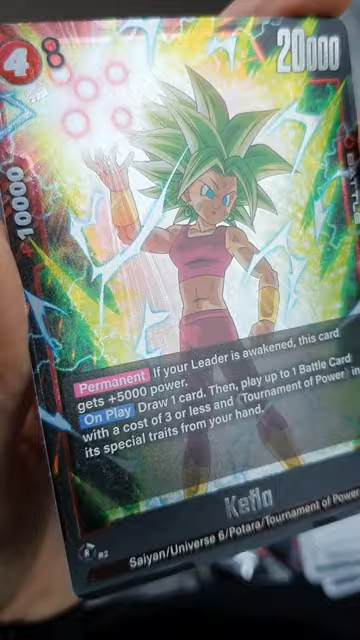 4 8
20000
10000
BATTLE
Permanent If your Leader is awakened, this card
gets +5000 power.
On Play Draw 1 card. Then, play up to 1 Battle Card
with a cost of 3 or less and 《Tournament of Power》 in
its special traits from your hand.
Kefla
R R2
Saiyan/Universe 6/Potara/Tournament of Power